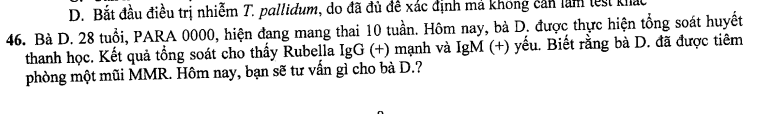 D. Bắt đầu điều trị nhiễm T. pallidum, do đã đủ để xác định mà không cần làm test khác
46. Bà D. 28 tuổi, PARA 0000, hiện đang mang thai 10 tuần. Hôm nay, bà D. được thực hiện tổng soát huyết
thanh học. Kết quả tổng soát cho thấy Rubella IgG (+) mạnh và IgM (+) yếu. Biết rằng bà D. đã được tiêm
phòng một mũi MMR. Hôm nay, bạn sẽ tư vấn gì cho bà D.?